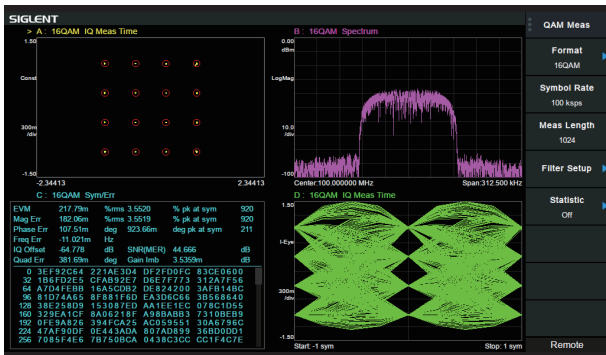 SIGLENT
> A : 16QAM IQ Meas Time
1.50
Const
300m
/div
-1.50
-2.34413
2.34413
B : 16QAM Spectrum
0.00
dBm
LogMag
10.0
/div
-100
Center:100.000000 kHz
Span:312.500 kHz
C : 16QAM Sym/Err
EVM 217.79m %rms 3.5520 % pk at sym 920
Mag Err 182.06m %rms 3.5519 % pk at sym 920
Phase Err 107.51m deg 923.66m deg pk at sym 211
Freq Err -11.021m Hz
IQ Offset -64.778 dB SNR(MER) 44.666 dB
Quad Err 381.69m deg Gain Imb 3.5359m dB
0 3EF92C64 221AE3D4 DF2FD0FC 83CE0600
32 1B6FD2E5 CFAB92E7 D6E7F773 312A7F56
64 A7D4FEBB 16A5CDB2 DE824200 3AFB14BC
96 81D74A65 8F881F6D EA3D6C66 3B568640
128 38E258D9 153087ED AA1EE1EC 078C1D55
160 329EA1CF 8A06218F A98BABB3 7310BEB9
192 0FE9A826 394FCA25 AC059551 30A6796C
224 47AF90DF 0E443ADA 807AD899 36BD0DD1
256 7085F4E6 7B750BCA 0438C3CC CC1F4C7E
D : 16QAM IQ Meas Time
1.50
I-Eye
300m
/div
-1.50
Start:-1 sym
Stop: 1 sym
QAM Meas
Format
16QAM
Symbol Rate
100 ksps
Meas Length
1024
Filter Setup
Statistic
Off
Remote